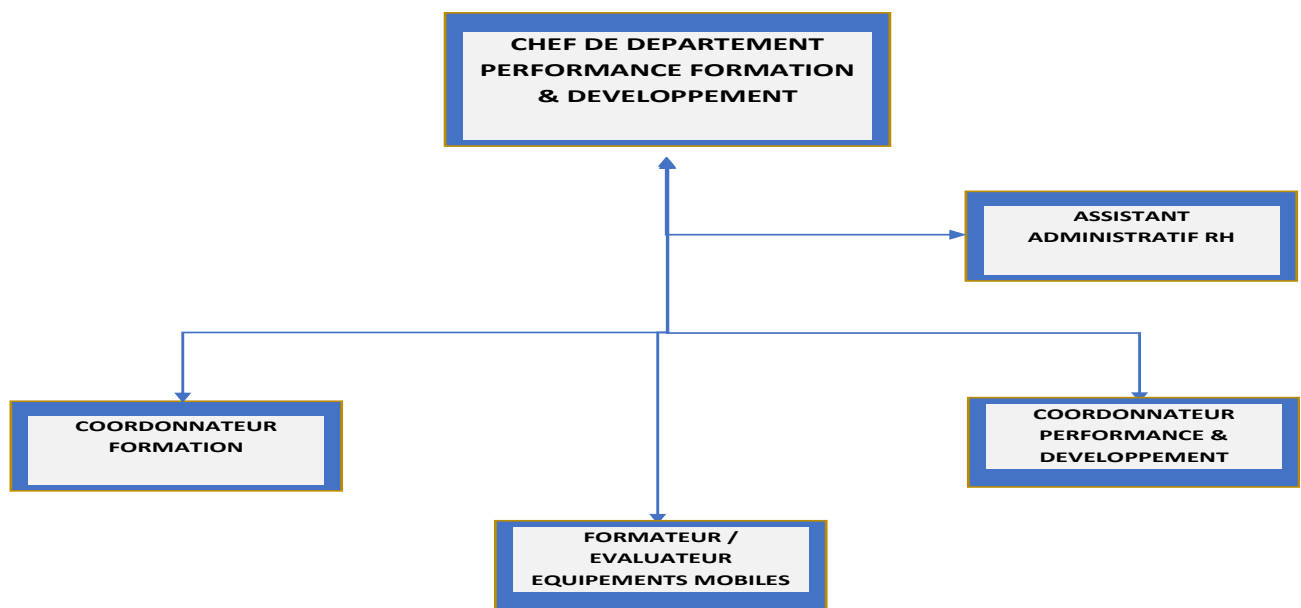 CHEF DE DEPARTEMENT
PERFORMANCE FORMATION
& DEVELOPPEMENT
ASSISTANT
ADMINISTRATIF RH
COORDONNATEUR
FORMATION
COORDONNATEUR
PERFORMANCE &
DEVELOPPEMENT
FORMATEUR /
EVALUATEUR
EQUIPEMENTS MOBILES